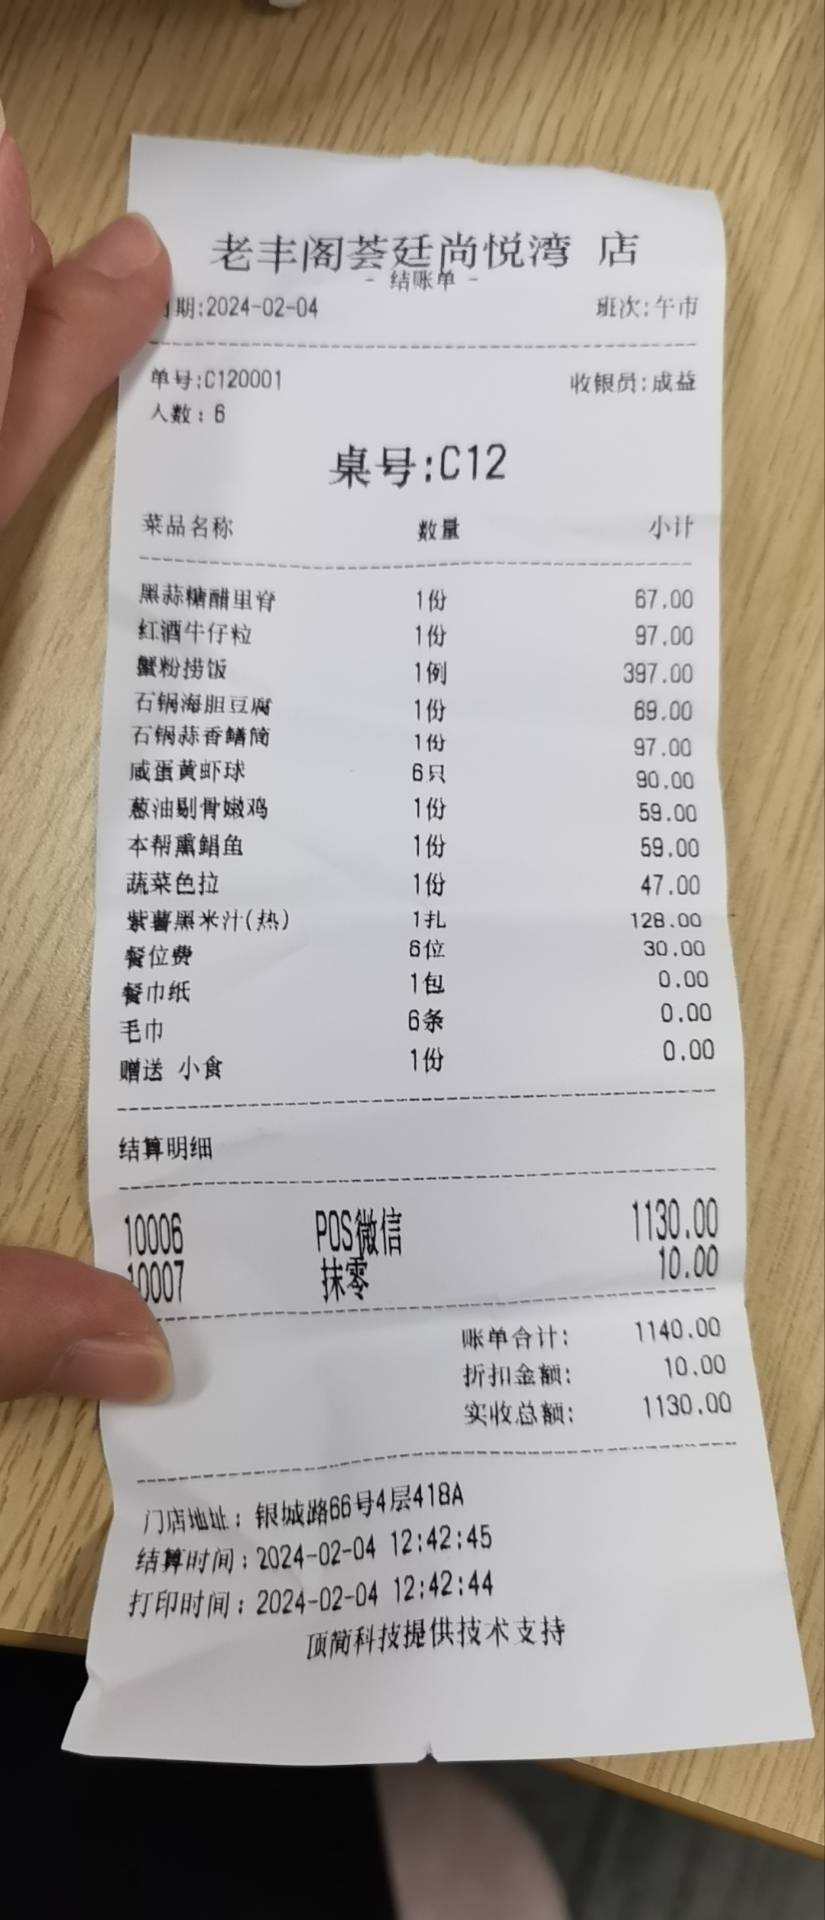 老丰阁荟廷尚悦湾 店
- 结账单 -
期:2024-02-04 班次:午市
单号:C120001 收银员:成益
人数:6
桌号:C12
菜品名称 数量 小计
黑蒜糖醋里脊 1份 67.00
红酒牛仔粒 1份 97.00
蟹粉捞饭 1例 397.00
石锅海胆豆腐 1份 69.00
石锅蒜香鳝筒 1份 97.00
咸蛋黄虾球 6只 90.00
葱油剔骨嫩鸡 1份 59.00
本帮熏鲳鱼 1份 59.00
蔬菜色拉 1份 47.00
紫薯黑米汁(热) 1扎 128.00
餐位费 6位 30.00
餐巾纸 1包 0.00
毛巾 6条 0.00
赠送 小食 1份 0.00
结算明细
10006 POS微信 1130.00
10007 抹零 10.00
账单合计: 1140.00
折扣金额: 10.00
实收总额: 1130.00
门店地址: 银城路66号4层418A
结算时间:2024-02-04 12:42:45
打印时间:2024-02-04 12:42:44
顶简科技提供技术支持